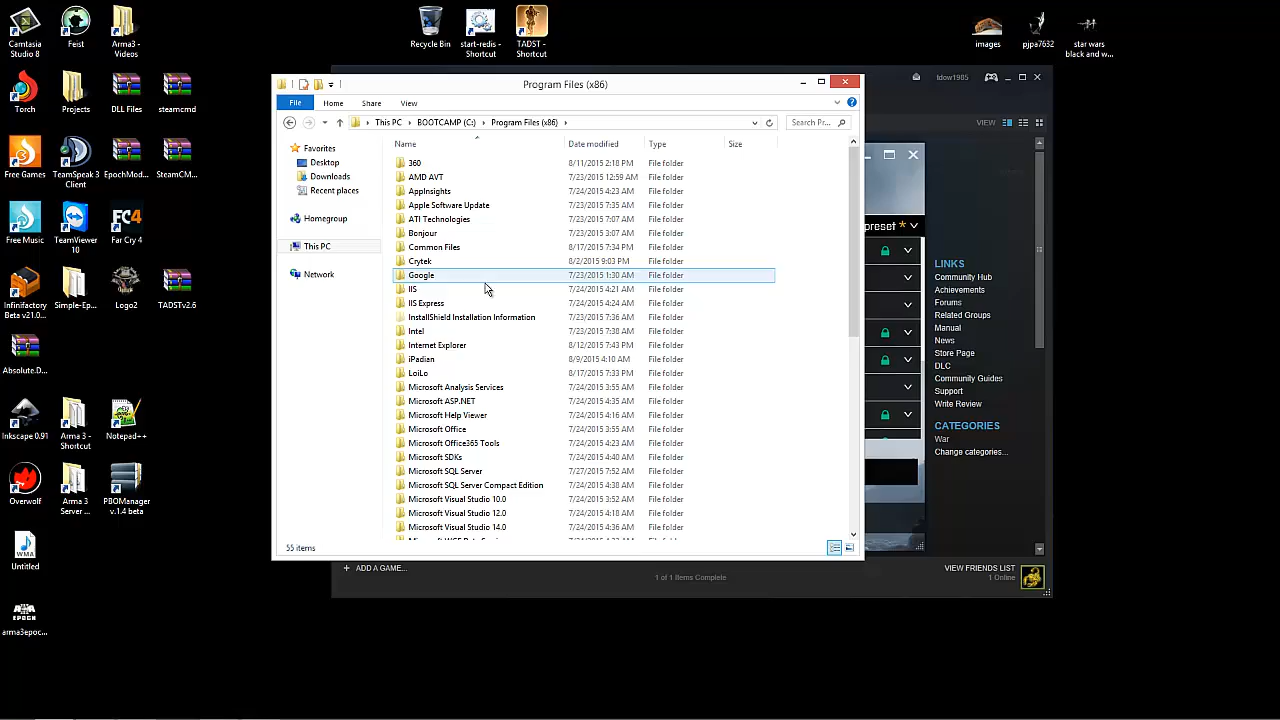 Camtasia Studio 8
Feist
Arma3 - Videos
Recycle Bin
start-redis - Shortcut
TADST - Shortcut
images
pjpa7632
star wars black and w...
Torch
Projects
DLL Files
steamcmd
Free Games
TeamSpeak 3 Client
EpochMod...
SteamCM...
Free Music
TeamViewer 10
Far Cry 4
Infinifactory Beta v21.0...
Simple-Ep...
Logo2
TADSTv2.6
Absolute.D...
Inkscape 0.91
Arma 3 - Shortcut
Notepad++
Overwolf
Arma 3 Server ...
PBOManager v.1.4 beta
Untitled
arma3epoc...
Program Files (x86)
File Home Share View
This PC BOOTCAMP (C:) Program Files (x86)
Search Pr...
Name Date modified Type Size
Favorites
Desktop
Downloads
Recent places
Homegroup
This PC
Network
360 8/11/2015 2:18 PM File folder
AMD AVT 7/23/2015 12:59 AM File folder
AppInsights 7/24/2015 4:23 AM File folder
Apple Software Update 7/23/2015 7:35 AM File folder
ATI Technologies 7/23/2015 7:07 AM File folder
Bonjour 7/23/2015 3:07 AM File folder
Common Files 8/17/2015 7:34 PM File folder
Crytek 8/2/2015 9:03 PM File folder
Google 7/23/2015 1:30 AM File folder
IIS 7/24/2015 4:21 AM File folder
IIS Express 7/24/2015 4:24 AM File folder
InstallShield Installation Information 7/23/2015 7:36 AM File folder
Intel 7/23/2015 7:38 AM File folder
Internet Explorer 8/12/2015 7:43 PM File folder
iPadian 8/9/2015 4:10 AM File folder
LoiLo 8/17/2015 7:33 PM File folder
Microsoft Analysis Services 7/24/2015 3:55 AM File folder
Microsoft ASP.NET 7/24/2015 4:35 AM File folder
Microsoft Help Viewer 7/24/2015 4:16 AM File folder
Microsoft Office 7/24/2015 3:55 AM File folder
Microsoft Office365 Tools 7/24/2015 4:23 AM File folder
Microsoft SDKs 7/24/2015 4:40 AM File folder
Microsoft SQL Server 7/27/2015 7:52 AM File folder
Microsoft SQL Server Compact Edition 7/24/2015 4:30 AM File folder
Microsoft Visual Studio 10.0 7/24/2015 3:52 AM File folder
Microsoft Visual Studio 12.0 7/24/2015 4:18 AM File folder
Microsoft Visual Studio 14.0 7/24/2015 4:36 AM File folder
55 items
tdow1985
VIEW
preset *
LINKS
Community Hub
Achievements
Forums
Related Groups
Manual
News
Store Page
DLC
Community Guides
Support
Write Review
CATEGORIES
War
Change categories...
+ ADD A GAME...
1 of 1 Items Complete
VIEW FRIENDS LIST
1 Online